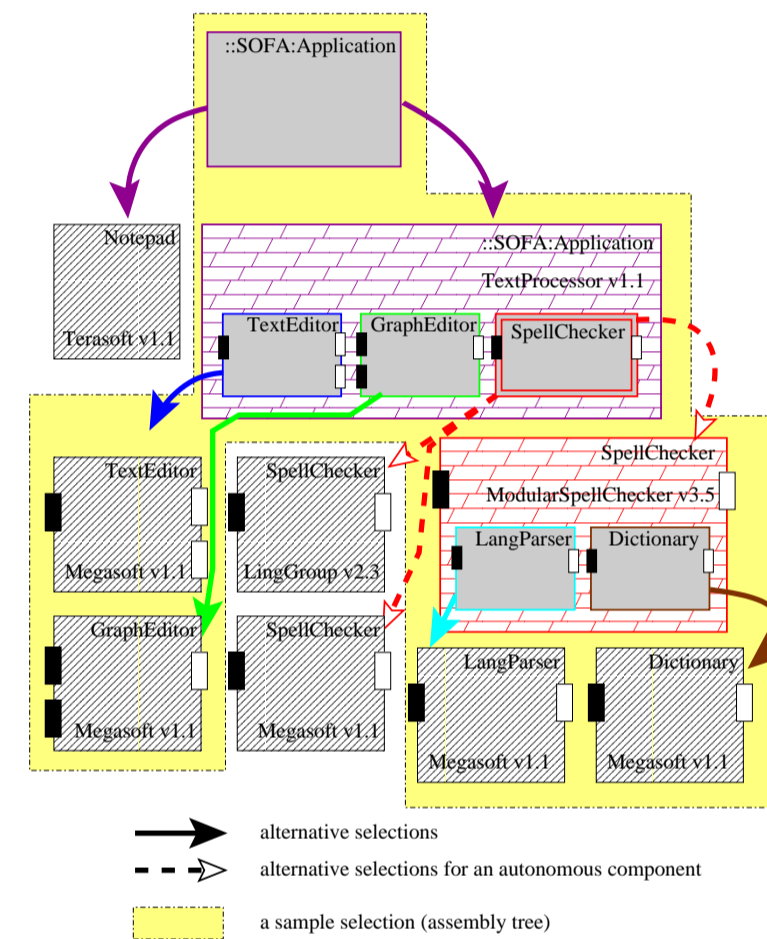 ::SOFA:Application
Notepad
Terasoft v1.1
::SOFA:Application
TextProcessor v1.1
TextEditor
GraphEditor
SpellChecker
TextEditor
Megasoft v1.1
SpellChecker
LingGroup v2.3
SpellChecker
ModularSpellChecker v3.5
LangParser
Dictionary
GraphEditor
Megasoft v1.1
SpellChecker
Megasoft v1.1
LangParser
Megasoft v1.1
Dictionary
Megasoft v1.1
alternative selections
alternative selections for an autonomous component
a sample selection (assembly tree)